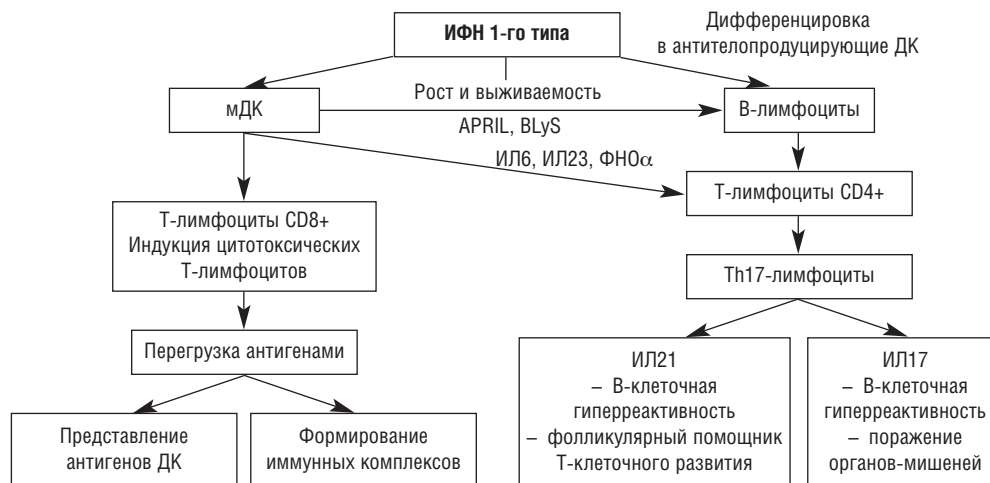 ИФН 1-го типа
Дифференцировка
в антителопродуцирующие ДК
мДК
Рост и выживаемость
APRIL, BLyS
В-лимфоциты
ИЛ6, ИЛ23, ФНОα
Т-лимфоциты CD4+
Т-лимфоциты CD8+
Индукция цитотоксических
Т-лимфоцитов
Th17-лимфоциты
Перегрузка антигенами
Представление
антигенов ДК
Формирование
иммунных комплексов
ИЛ21
– В-клеточная
гиперреактивность
– фолликулярный помощник
Т-клеточного развития
ИЛ17
– В-клеточная
гиперреактивность
– поражение
органов-мишеней